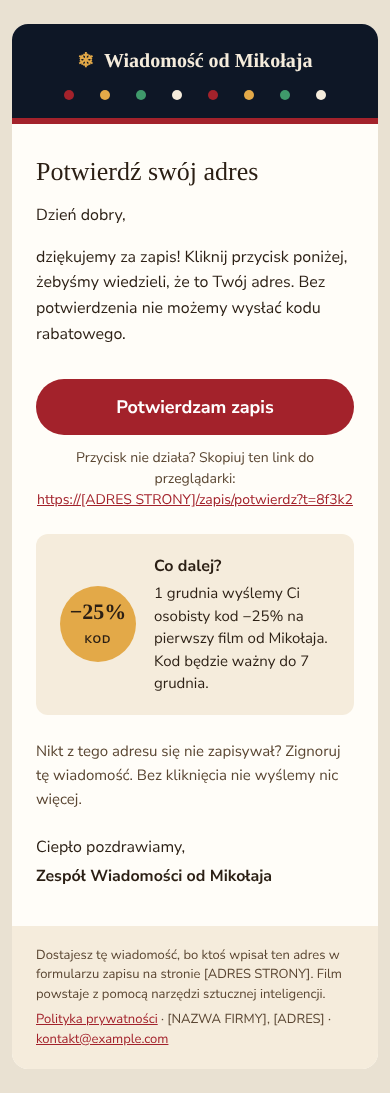 Wiadomość od Mikołaja
Potwierdź swój adres
Dzień dobry,
dziękujemy za zapis! Kliknij przycisk poniżej,
żebyśmy wiedzieli, że to Twój adres. Bez
potwierdzenia nie możemy wysłać kodu
rabatowego.
Potwierdzam zapis
Przycisk nie działa? Skopiuj ten link do
przeglądarki:
https://[ADRES STRONY]/zapis/potwierdz?t=8f3k2
−25%
KOD
Co dalej?
1 grudnia wyślemy Ci
osobisty kod −25% na
pierwszy film od Mikołaja.
Kod będzie ważny do 7
grudnia.
Nikt z tego adresu się nie zapisywał? Zignoruj
tę wiadomość. Bez kliknięcia nie wyślemy nic
więcej.
Ciepło pozdrawiamy,
Zespół Wiadomości od Mikołaja
Dostajesz tę wiadomość, bo ktoś wpisał ten adres w
formularzu zapisu na stronie [ADRES STRONY]. Film
powstaje z pomocą narzędzi sztucznej inteligencji.
Polityka prywatności · [NAZWA FIRMY], [ADRES] ·
kontakt@example.com